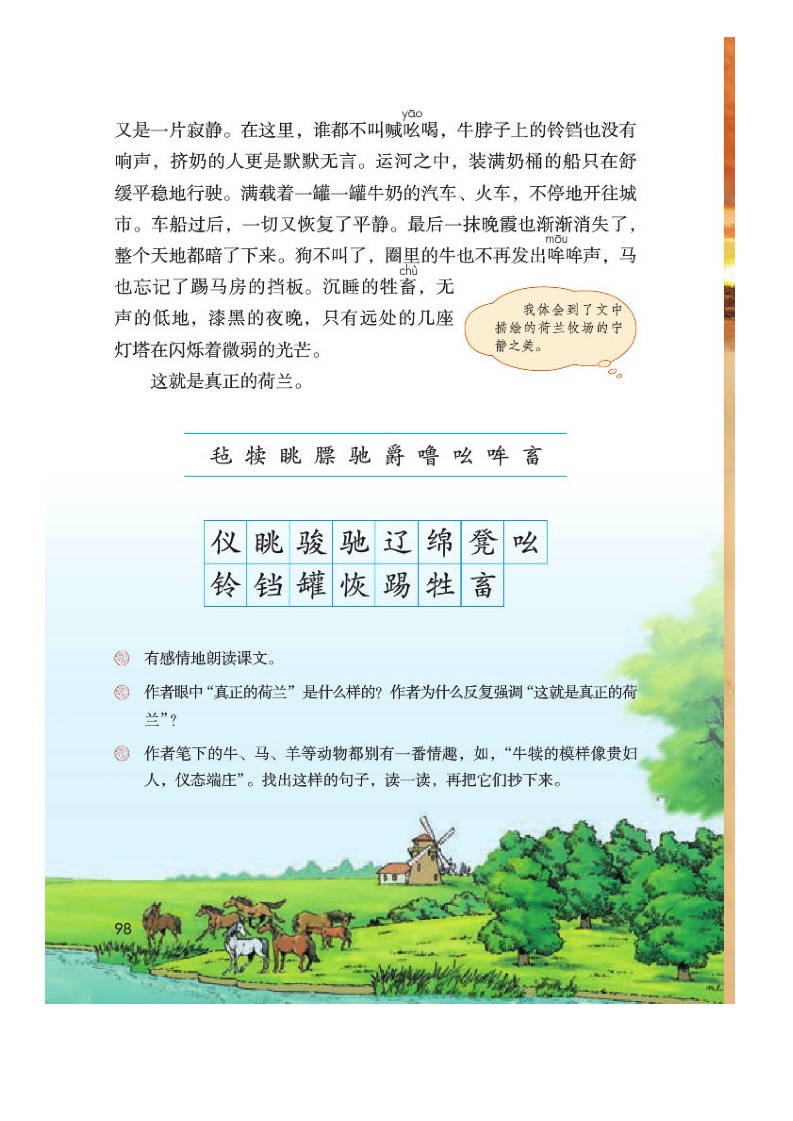 yāo
又是一片寂静。在这里，谁都不叫喊吆喝，牛脖子上的铃铛也没有
响声，挤奶的人更是默默无言。运河之中，装满奶桶的船只在舒
缓平稳地行驶。满载着一罐一罐牛奶的汽车、火车，不停地开往城
市。车船过后，一切又恢复了平静。最后一抹晚霞也渐渐消失了，
mōu
整个天地都暗了下来。狗不叫了，圈里的牛也不再发出哞哞声，马
chù
也忘记了踢马房的挡板。沉睡的牲畜，无
声的低地，漆黑的夜晚，只有远处的几座
灯塔在闪烁着微弱的光芒。
这就是真正的荷兰。
我体会到了文中
描绘的荷兰牧场的宁
静之美。
毡 犊 眺 膘 驰 爵 噜 吆 哞 畜
仪 眺 骏 驰 辽 绵 凳 吆
铃 铛 罐 恢 踢 牲 畜
有感情地朗读课文。
作者眼中“真正的荷兰”是什么样的？作者为什么反复强调“这就是真正的荷
兰”？
作者笔下的牛、马、羊等动物都别有一番情趣，如，“牛犊的模样像贵妇
人，仪态端庄”。找出这样的句子，读一读，再把它们抄下来。
98